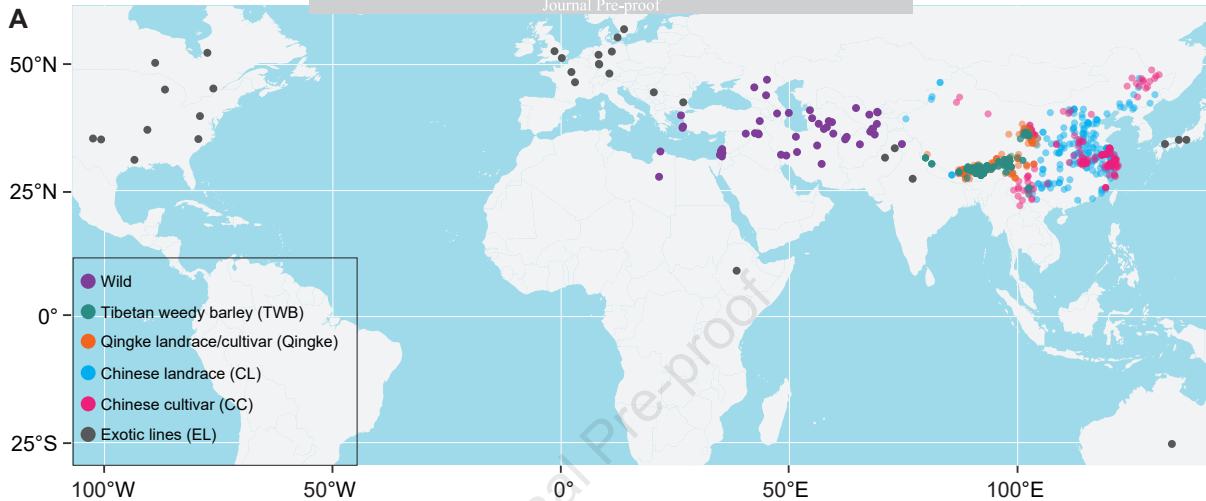 Journal Pre-proof
A
50°N
25°N
0°
25°S
Wild
Tibetan weedy barley (TWB)
Qingke landrace/cultivar (Qingke)
Chinese landrace (CL)
Chinese cultivar (CC)
Exotic lines (EL)
100°W
50°W
0°
50°E
100°E
nal Pre-proof